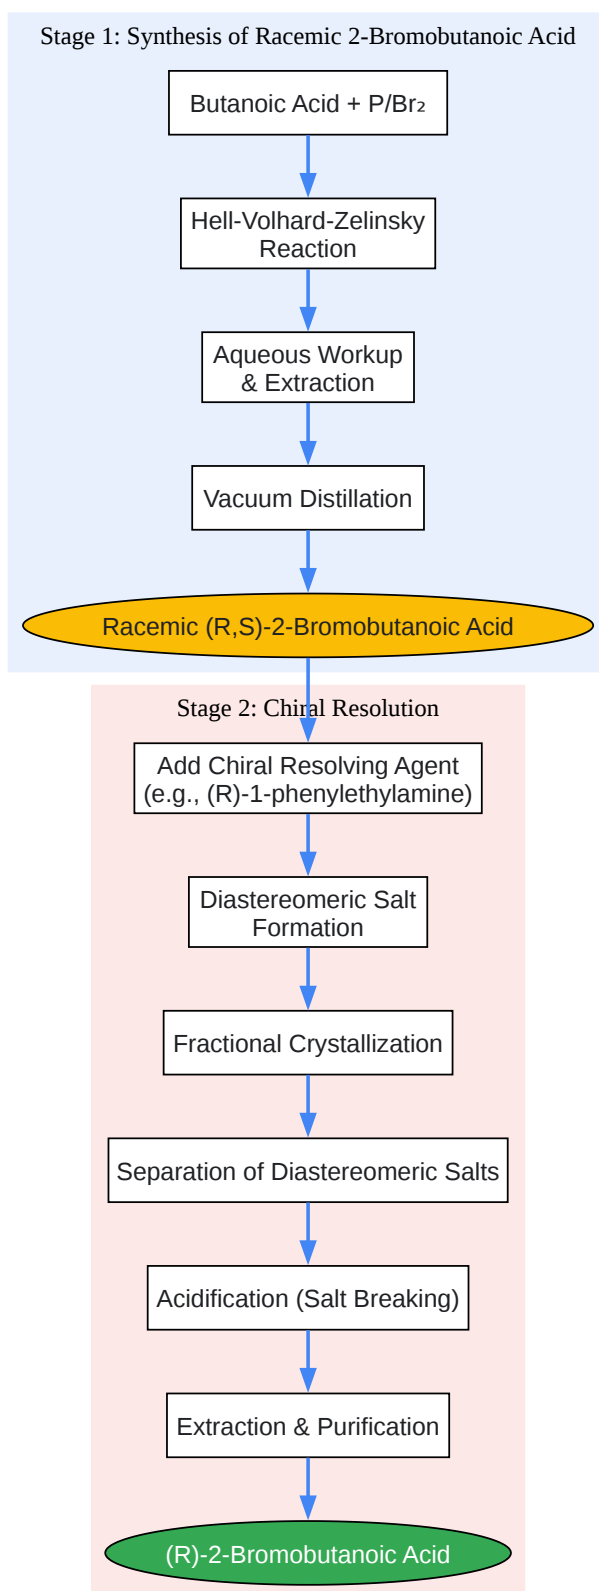 Stage 1: Synthesis of Racemic 2-Bromobutanoic Acid
Butanoic Acid + P/Br₂
Hell-Volhard-Zelinsky
Reaction
Aqueous Workup
& Extraction
Vacuum Distillation
Racemic (R,S)-2-Bromobutanoic Acid
Stage 2: Chiral Resolution
Add Chiral Resolving Agent
(e.g., (R)-1-phenylethylamine)
Diastereomeric Salt
Formation
Fractional Crystallization
Separation of Diastereomeric Salts
Acidification (Salt Breaking)
Extraction & Purification
(R)-2-Bromobutanoic Acid